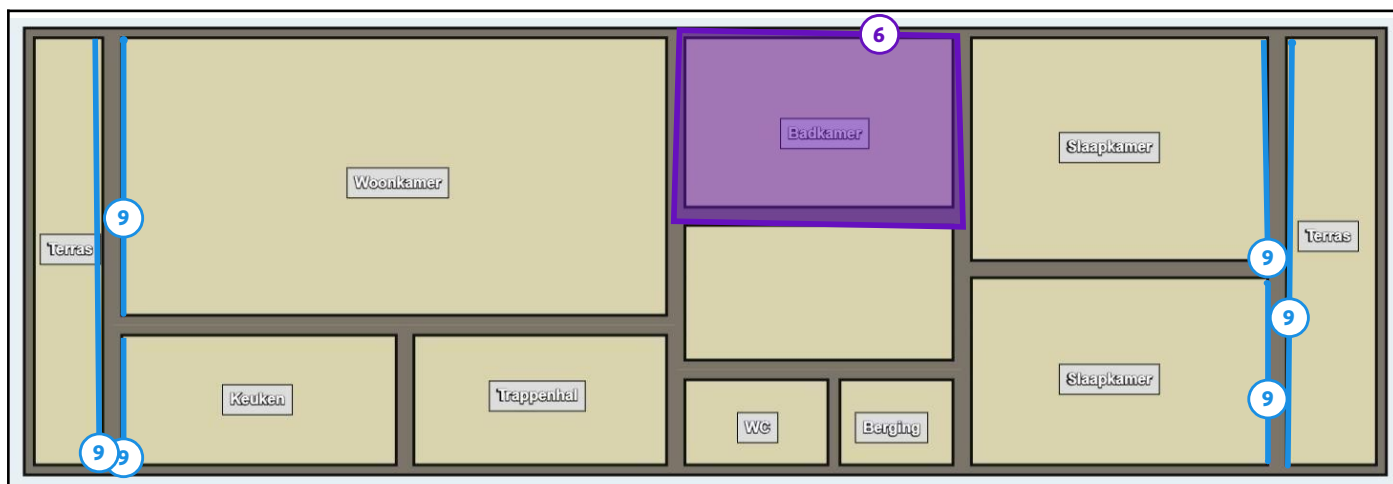 6
Badkamer
Slaapkamer
Woonkamer
9
Terras
Terras
9
9
Slaapkamer
Keuken
Trappenhal
9
WC
Berging
9
9